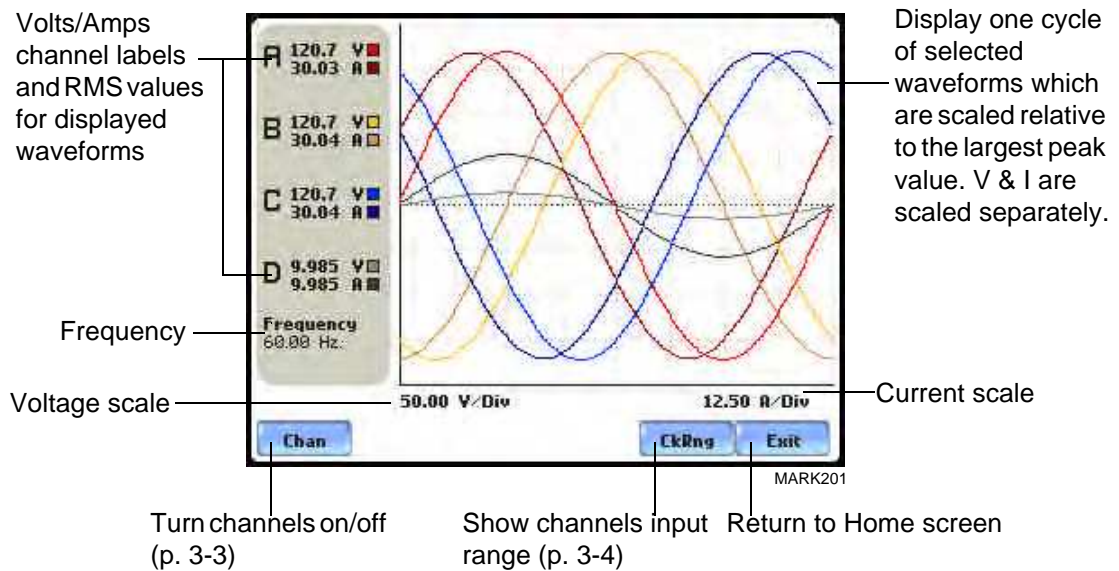 Volts/Amps
channel labels
and RMS values
for displayed
waveforms
A 120.7 V
30.03 A
B 120.7 V
30.04 A
C 120.7 V
30.04 A
D 9.985 V
9.985 A
Frequency
Frequency
60.00 Hz.
Display one cycle
of selected
waveforms which
are scaled relative
to the largest peak
value. V & I are
scaled separately.
Voltage scale
50.00 V/Div
12.50 A/Div
Current scale
Chan
CkRng
Exit
MARK201
Turn channels on/off
(p. 3-3)
Show channels input
range (p. 3-4)
Return to Home screen